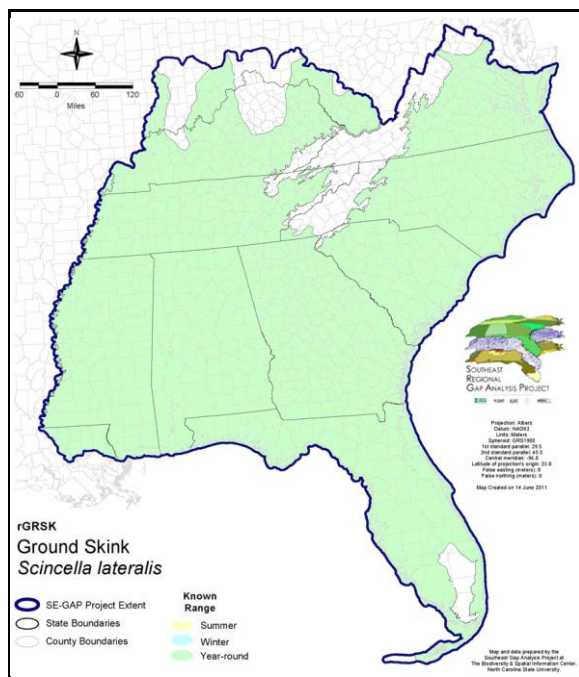 60 0 60 120
Miles
SOUTHEAST
REGIONAL
GAP ANALYSIS PROJECT
Projection: Albers
Datum: NAD83
Units: Meters
Spheroid: GRS1980
1st standard parallel: 29.5
2nd standard parallel: 45.5
Central meridian: -96.0
Latitude of projection's origin: 23.0
False easting (meters): 0
False northing (meters): 0
Map Created on 14 June 2011
rGRSK
Ground Skink
Scincella lateralis
SE-GAP Project Extent
State Boundaries
County Boundaries
Known
Range
Summer
Winter
Year-round
Map and data prepared by the
Southeast Gap Analysis Project at
The Biodiversity & Spatial Information Center,
North Carolina State University.